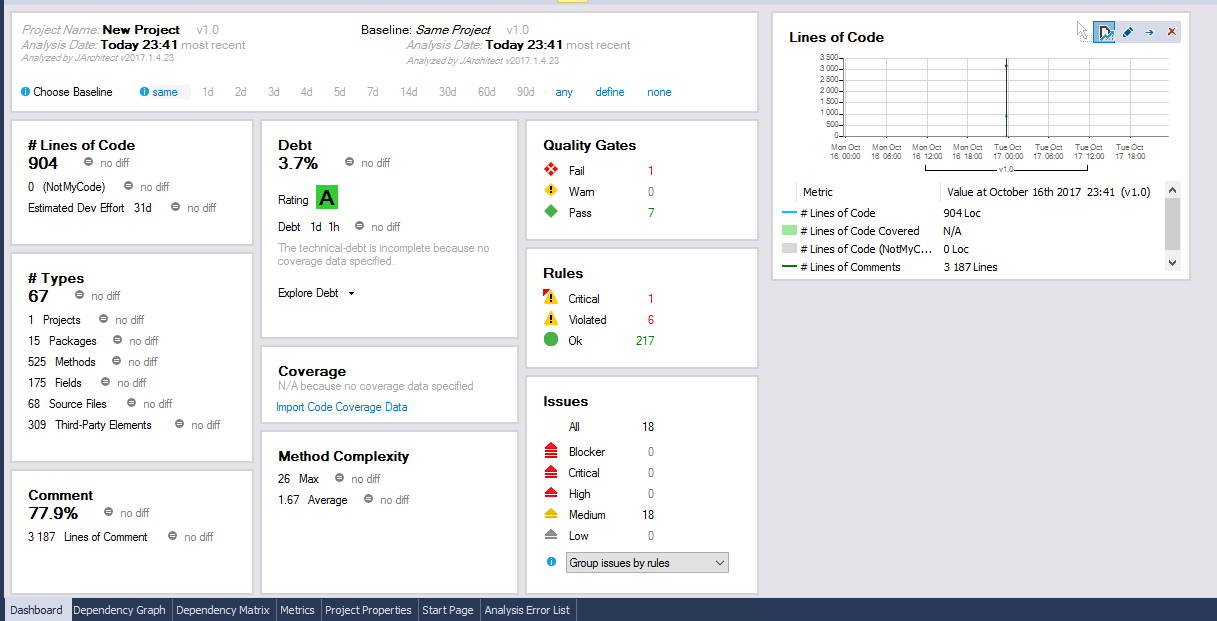 Project Name: New Project v1.0
Analysis Date: Today 23:41 most recent
Analyzed by JArchitect v2017.1.4.23
Baseline: Same Project v1.0
Analysis Date: Today 23:41 most recent
Analyzed by JArchitect v2017.1.4.23
Choose Baseline same 1d 2d 3d 4d 5d 7d 14d 30d 60d 90d any define none
# Lines of Code
904 no diff
0 (NotMyCode) no diff
Estimated Dev Effort 31d no diff
# Types
67 no diff
1 Projects no diff
15 Packages no diff
525 Methods no diff
175 Fields no diff
68 Source Files no diff
309 Third-Party Elements no diff
Comment
77.9% no diff
3 187 Lines of Comment no diff
Debt
3.7% no diff
Rating A
Debt 1d 1h no diff
The technical-debt is incomplete because no
coverage data specified.
Explore Debt
Coverage
N/A because no coverage data specified
Import Code Coverage Data
Method Complexity
26 Max no diff
1.67 Average no diff
Quality Gates
Fail 1
Warn 0
Pass 7
Rules
Critical 1
Violated 6
Ok 217
Issues
All 18
Blocker 0
Critical 0
High 0
Medium 18
Low 0
Group issues by rules
Lines of Code
3 500
3 000
2 500
2 000
1 500
1 000
500
0
Mon Oct Mon Oct Mon Oct Mon Oct Tue Oct Tue Oct Tue Oct Tue Oct
16 00:00 16 06:00 16 12:00 16 18:00 17 00:00 17 06:00 17 12:00 17 18:00
v1.0
Metric Value at October 16th 2017 23:41 (v1.0)
# Lines of Code 904 Loc
# Lines of Code Covered N/A
# Lines of Code (NotMyC... 0 Loc
# Lines of Comments 3 187 Lines
Dashboard Dependency Graph Dependency Matrix Metrics Project Properties Start Page Analysis Error List